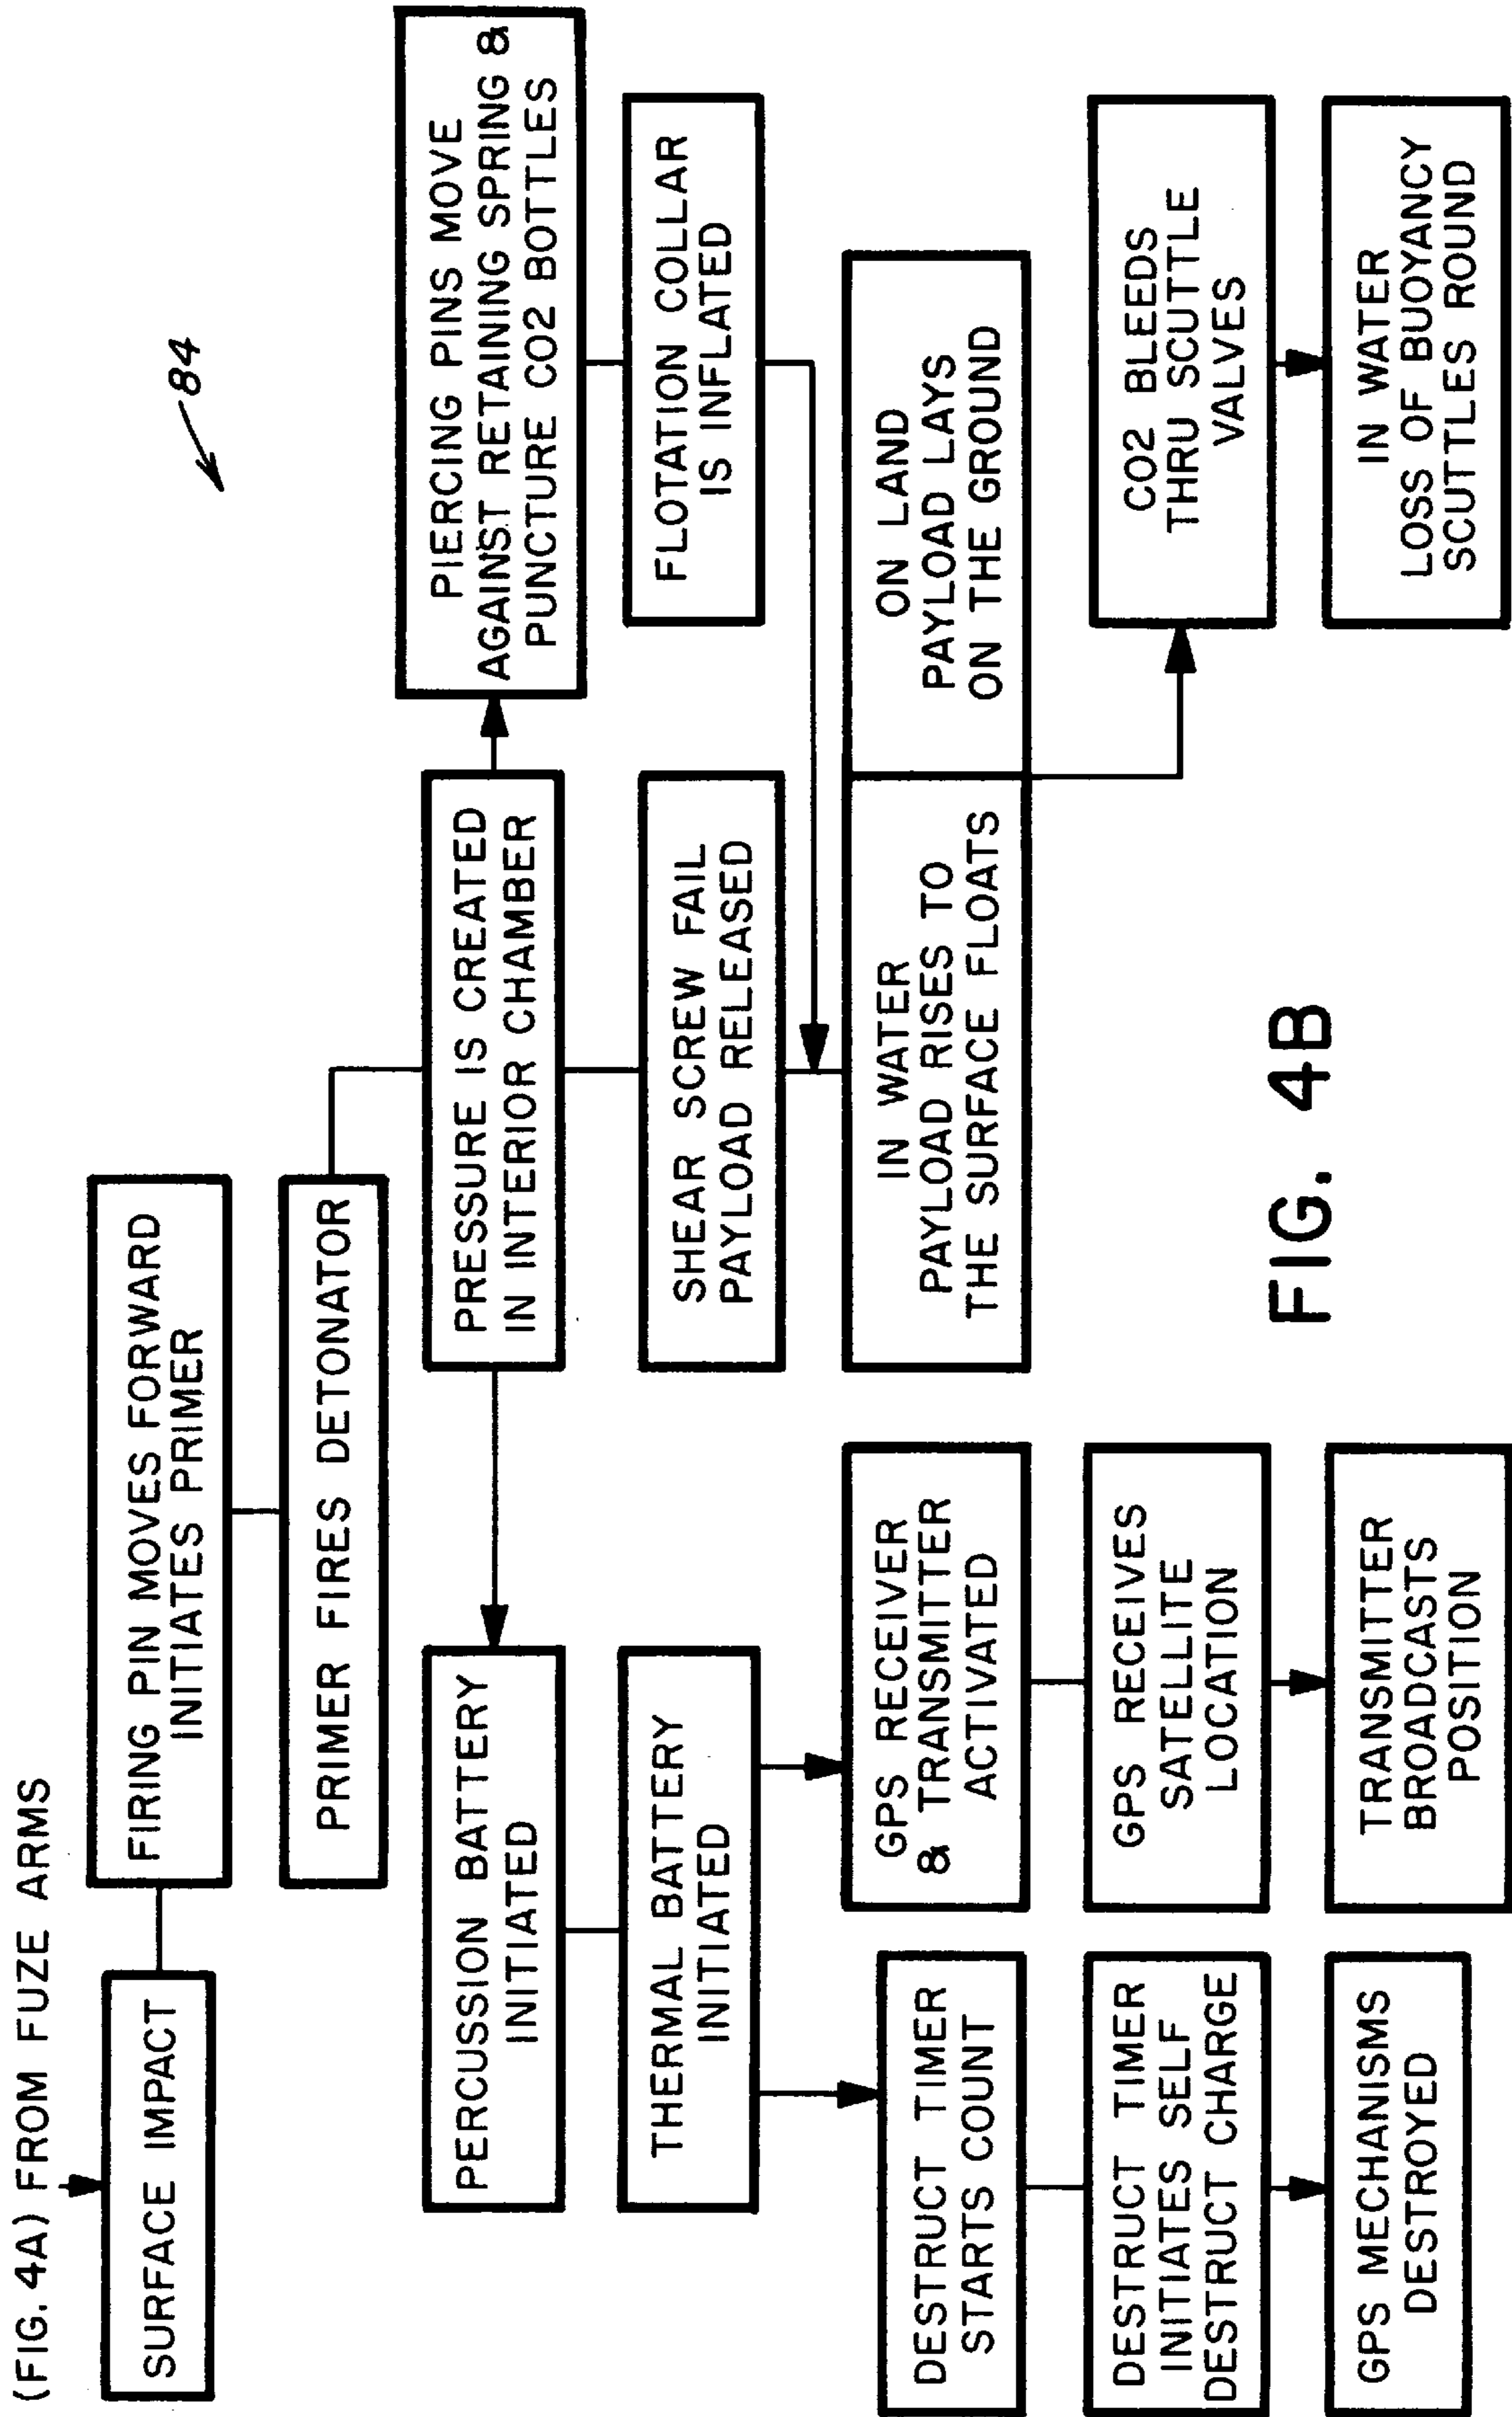 (FIG. 4A) FROM FUZE ARMS
84
SURFACE IMPACT
FIRING PIN MOVES FORWARD
INITIATES PRIMER
PRIMER FIRES DETONATOR
PERCUSSION BATTERY
INITIATED
PRESSURE IS CREATED
IN INTERIOR CHAMBER
PIERCING PINS MOVE
AGAINST RETAINING SPRING &
PUNCTURE CO2 BOTTLES
THERMAL BATTERY
INITIATED
SHEAR SCREW FAIL
PAYLOAD RELEASED
FLOTATION COLLAR
IS INFLATED
DESTRUCT TIMER
STARTS COUNT
GPS RECEIVER
& TRANSMITTER
ACTIVATED
IN WATER
PAYLOAD RISES TO
THE SURFACE FLOATS
ON LAND
PAYLOAD LAYS
ON THE GROUND
DESTRUCT TIMER
INITIATES SELF
DESTRUCT CHARGE
GPS RECEIVES
SATELLITE
LOCATION
CO2 BLEEDS
THRU SCUTTLE
VALVES
GPS MECHANISMS
DESTROYED
TRANSMITTER
BROADCASTS
POSITION
IN WATER
LOSS OF BUOYANCY
SCUTTLES ROUND
FIG. 4B